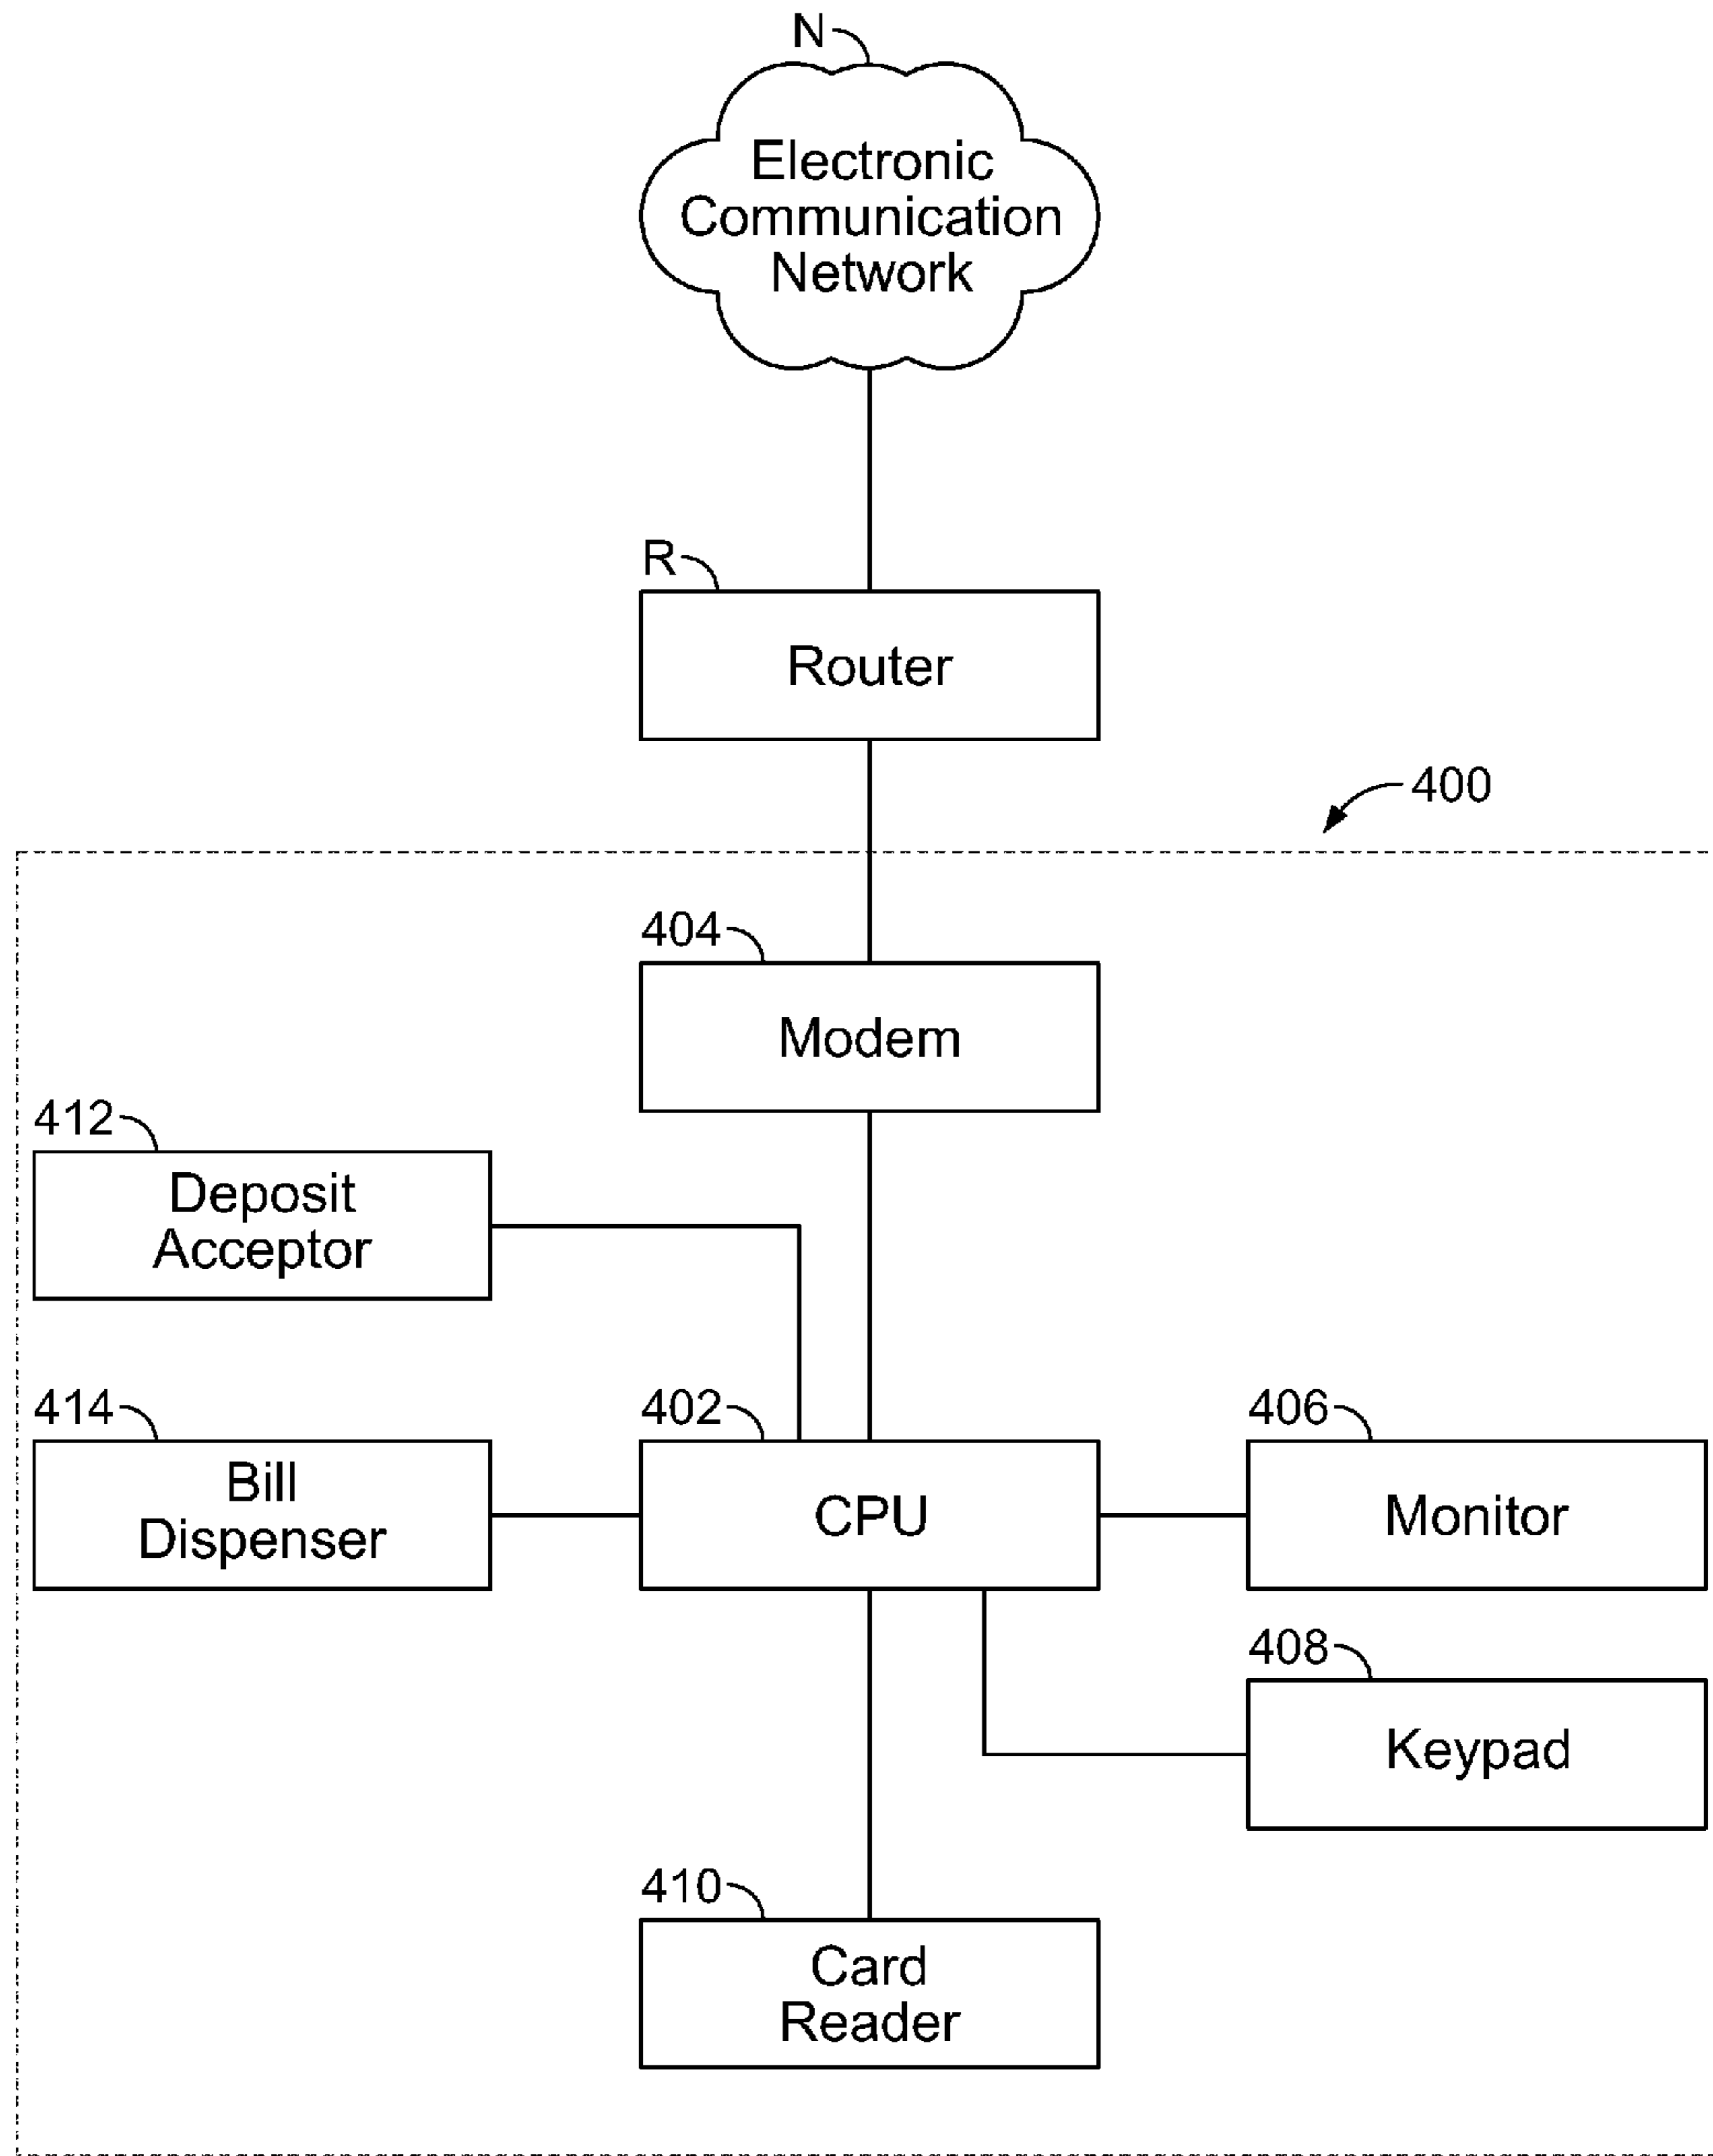 N
Electronic
Communication
Network
R
Router
400
404
Modem
412
Deposit
Acceptor
414
Bill
Dispenser
402
CPU
406
Monitor
408
Keypad
410
Card
Reader